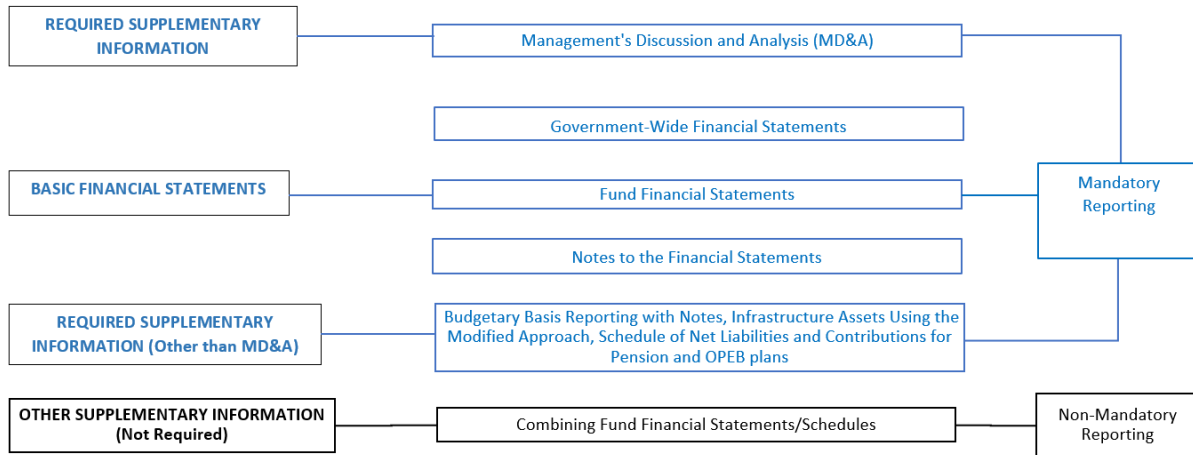 REQUIRED SUPPLEMENTARY
INFORMATION
Management's Discussion and Analysis (MD&A)
Government-Wide Financial Statements
BASIC FINANCIAL STATEMENTS
Fund Financial Statements
Mandatory
Reporting
Notes to the Financial Statements
REQUIRED SUPPLEMENTARY
INFORMATION (Other than MD&A)
Budgetary Basis Reporting with Notes, Infrastructure Assets Using the
Modified Approach, Schedule of Net Liabilities and Contributions for
Pension and OPEB plans
OTHER SUPPLEMENTARY INFORMATION
(Not Required)
Combining Fund Financial Statements/Schedules
Non-Mandatory
Reporting